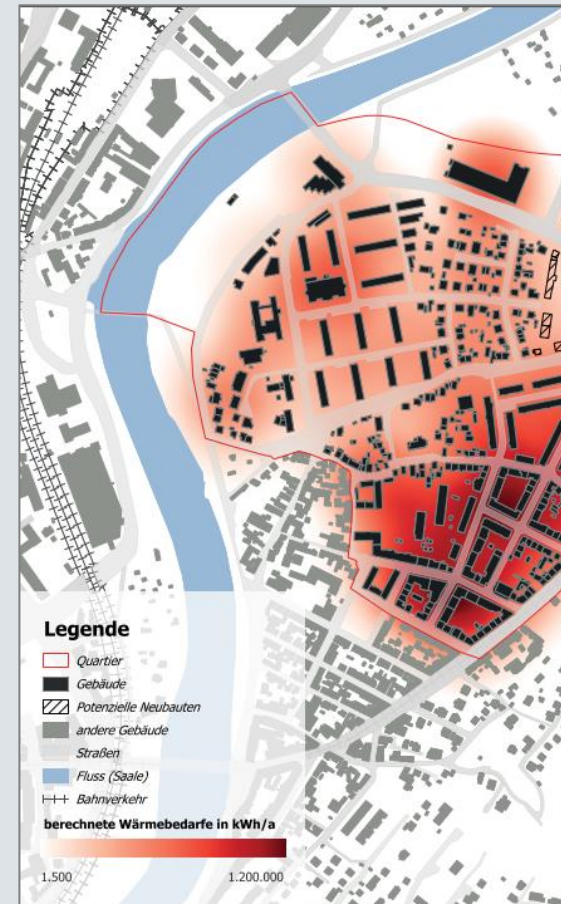 Legende
Quartier
Gebäude
Potenzielle Neubauten
andere Gebäude
Straßen
Fluss (Saale)
Bahnverkehr
berechnete Wärmebedarfe in kWh/a
1.500 1.200.000